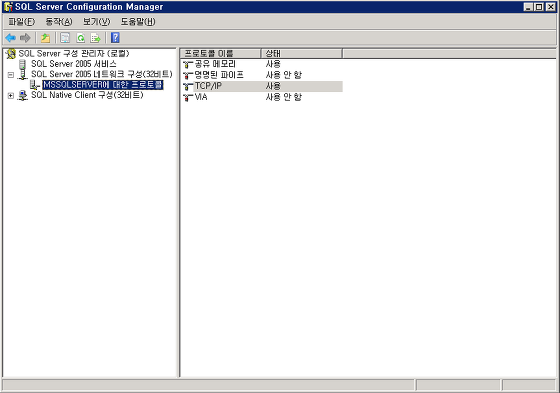 SQL Server Configuration Manager
파일(F) 동작(A) 보기(V) 도움말(H)
SQL Server 구성 관리자 (로컬)
SQL Server 2005 서비스
SQL Server 2005 네트워크 구성(32비트)
MSSQLSERVER에 대한 프로토콜
SQL Native Client 구성(32비트)
프로토콜 이름 상태
공유 메모리 사용
명명된 파이프 사용 안 함
TCP/IP 사용
VIA 사용 안 함